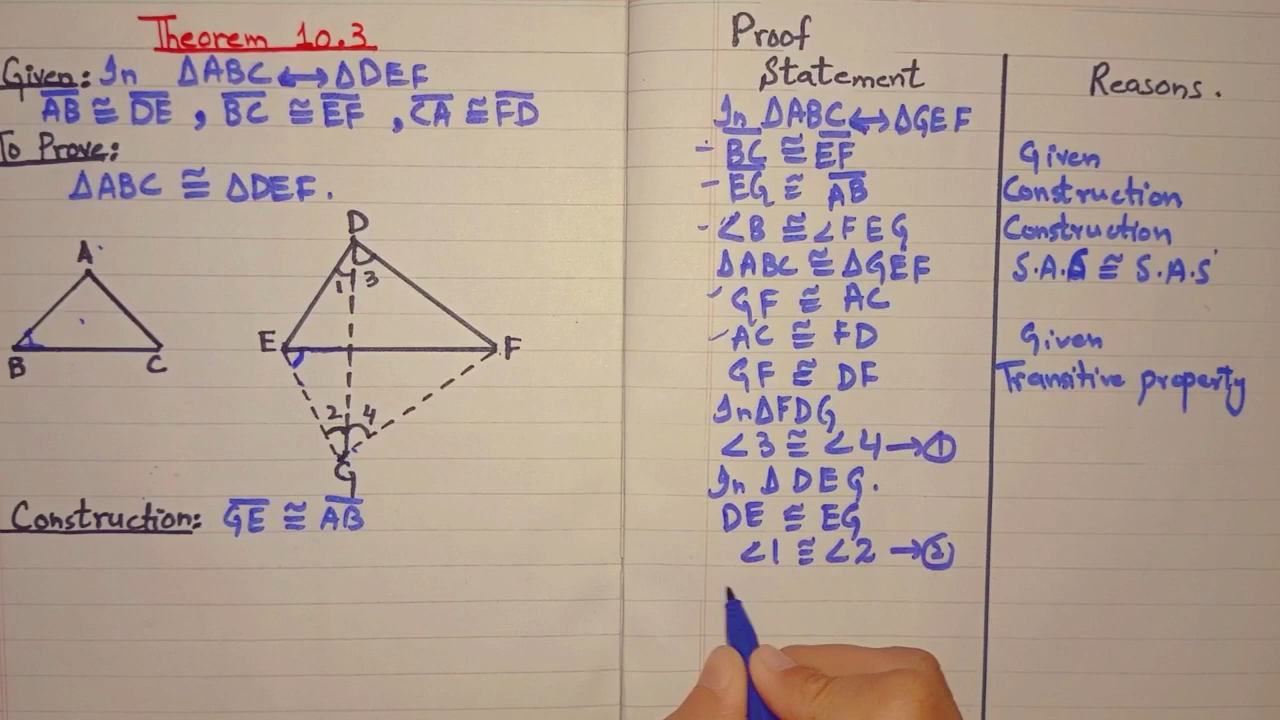 Theorem 10.3
Given: In ΔABC ↔ ΔDEF
AB ≅ DE , BC ≅ EF , CA ≅ FD
To Prove:
ΔABC ≅ ΔDEF.
D
A
1 3
E F
B C
2 4
G
Construction: GE ≅ AB
Proof
Statement Reasons.
In ΔABC ↔ ΔGEF
- BC ≅ EF Given
- EG ≅ AB Construction
- ∠B ≅ ∠FEG Construction
ΔABC ≅ ΔGEF S.A.S ≅ S.A.S
GF ≅ AC
AC ≅ FD Given
GF ≅ DF Transitive property
In ΔFDG
∠3 ≅ ∠4 → ①
In Δ DEG.
DE ≅ EG
∠1 ≅ ∠2 → ②